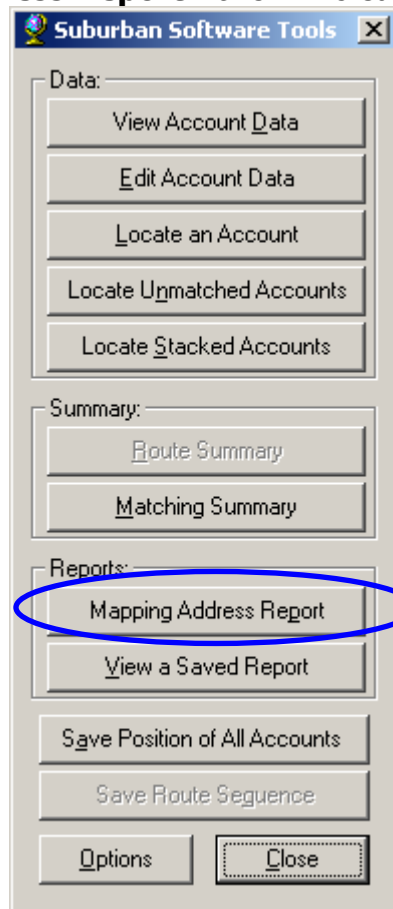 Suburban Software Tools
Data:
View Account Data
Edit Account Data
Locate an Account
Locate Unmatched Accounts
Locate Stacked Accounts
Summary:
Route Summary
Matching Summary
Reports:
Mapping Address Report
View a Saved Report
Save Position of All Accounts
Save Route Sequence
Options Close